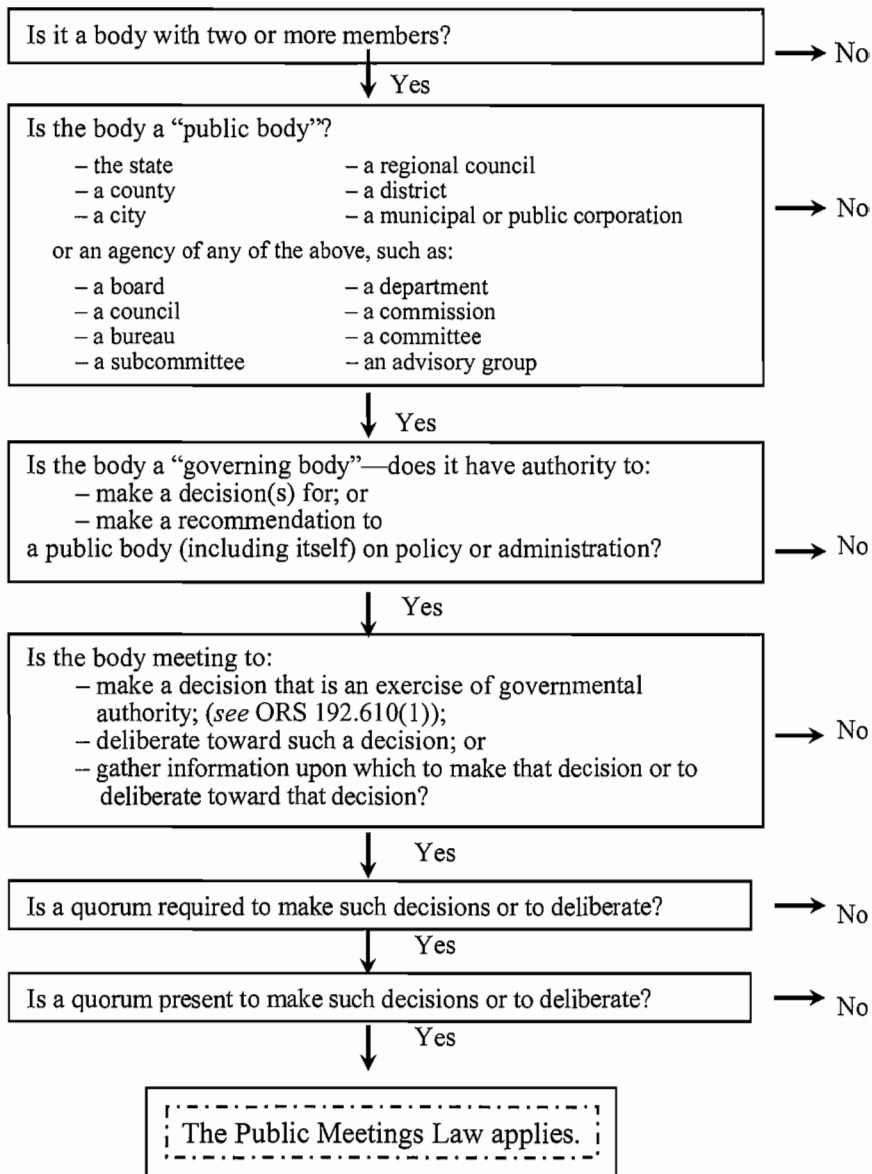 Is it a body with two or more members?
No
Yes
Is the body a “public body”?
– the state – a regional council
– a county – a district
– a city – a municipal or public corporation
No
or an agency of any of the above, such as:
– a board – a department
– a council – a commission
– a bureau – a committee
– a subcommittee – an advisory group
Yes
Is the body a “governing body”—does it have authority to:
– make a decision(s) for; or
– make a recommendation to
a public body (including itself) on policy or administration?
No
Yes
Is the body meeting to:
– make a decision that is an exercise of governmental
authority; (see ORS 192.610(1));
– deliberate toward such a decision; or
No
– gather information upon which to make that decision or to
deliberate toward that decision?
Yes
Is a quorum required to make such decisions or to deliberate?
No
Yes
Is a quorum present to make such decisions or to deliberate?
No
Yes
The Public Meetings Law applies.